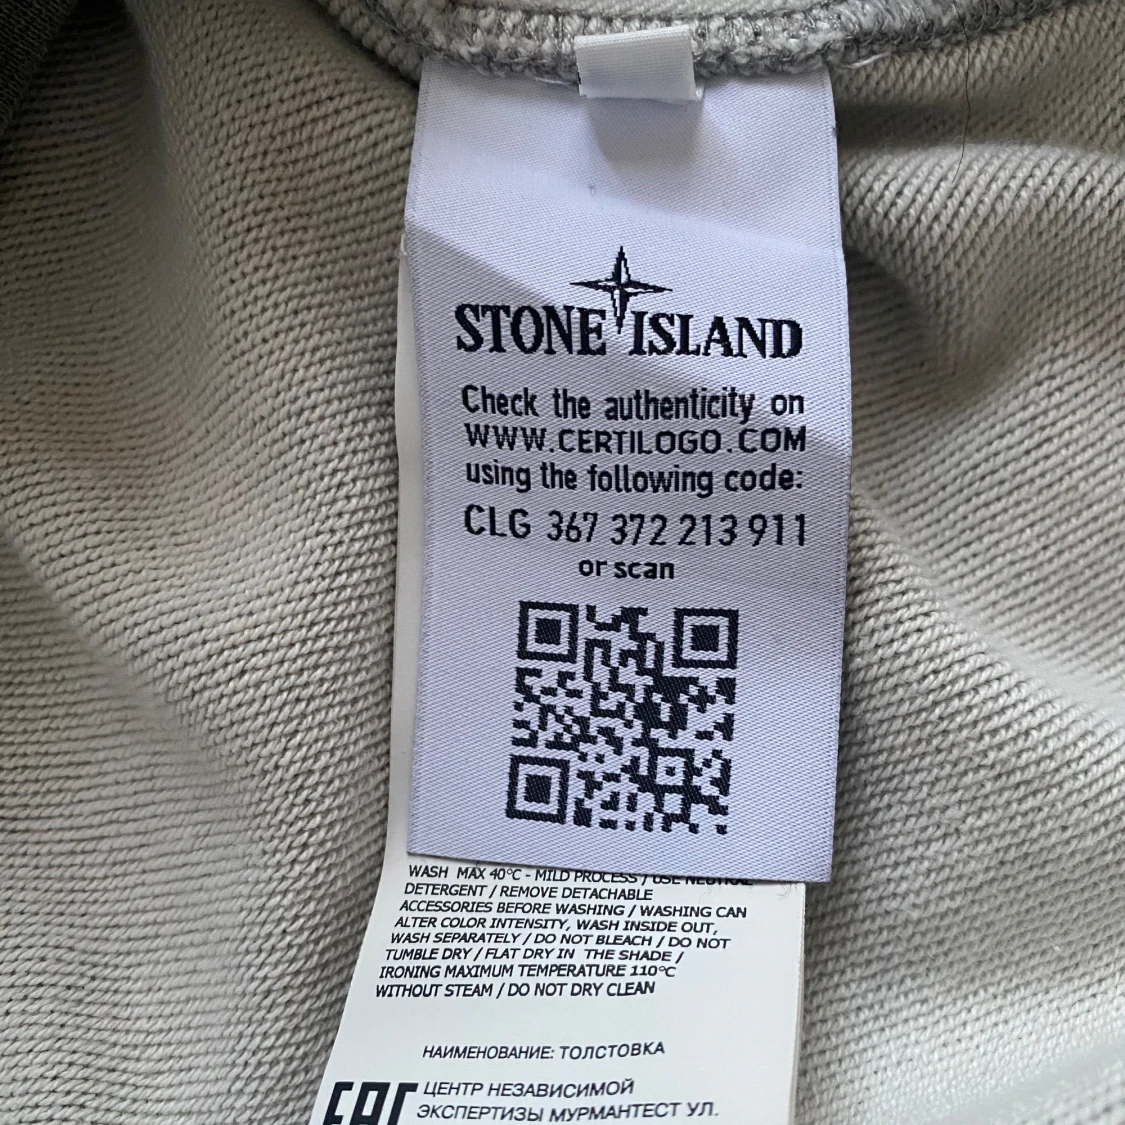 STONE ISLAND
Check the authenticity on
WWW.CERTILOGO.COM
using the following code:
CLG 367 372 213 911
or scan
WASH MAX 40°C - MILD PROCESS / USE NEUTRAL
DETERGENT / REMOVE DETACHABLE
ACCESSORIES BEFORE WASHING / WASHING CAN
ALTER COLOR INTENSITY, WASH INSIDE OUT,
WASH SEPARATELY / DO NOT BLEACH / DO NOT
TUMBLE DRY / FLAT DRY IN THE SHADE /
IRONING MAXIMUM TEMPERATURE 110°C
WITHOUT STEAM / DO NOT DRY CLEAN
НАИМЕНОВАНИЕ: ТОЛСТОВКА
EAC ЦЕНТР НЕЗАВИСИМОЙ
ЭКСПЕРТИЗЫ МУРМАНТЕСТ УЛ.